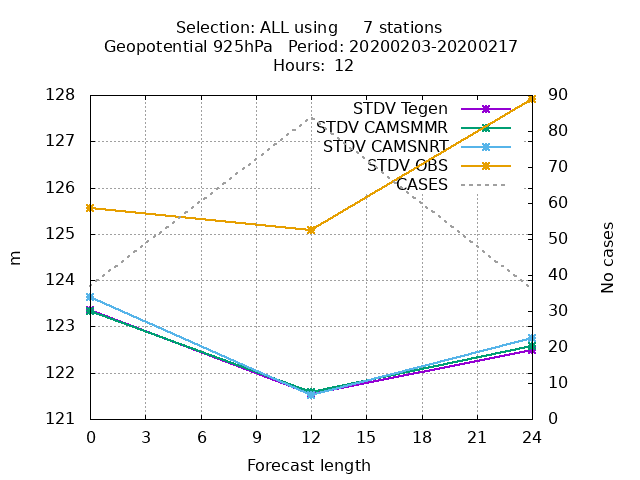 Selection: ALL using     7 stations
Geopotential 925hPa   Period: 20200203-20200217
Hours:  12
STDV Tegen
STDV CAMSMMR
STDV CAMSNRT
STDV OBS
CASES
128
127
126
125
124
123
122
121
m
90
80
70
60
50
40
30
20
10
0
No cases
0 3 6 9 12 15 18 21 24
Forecast length